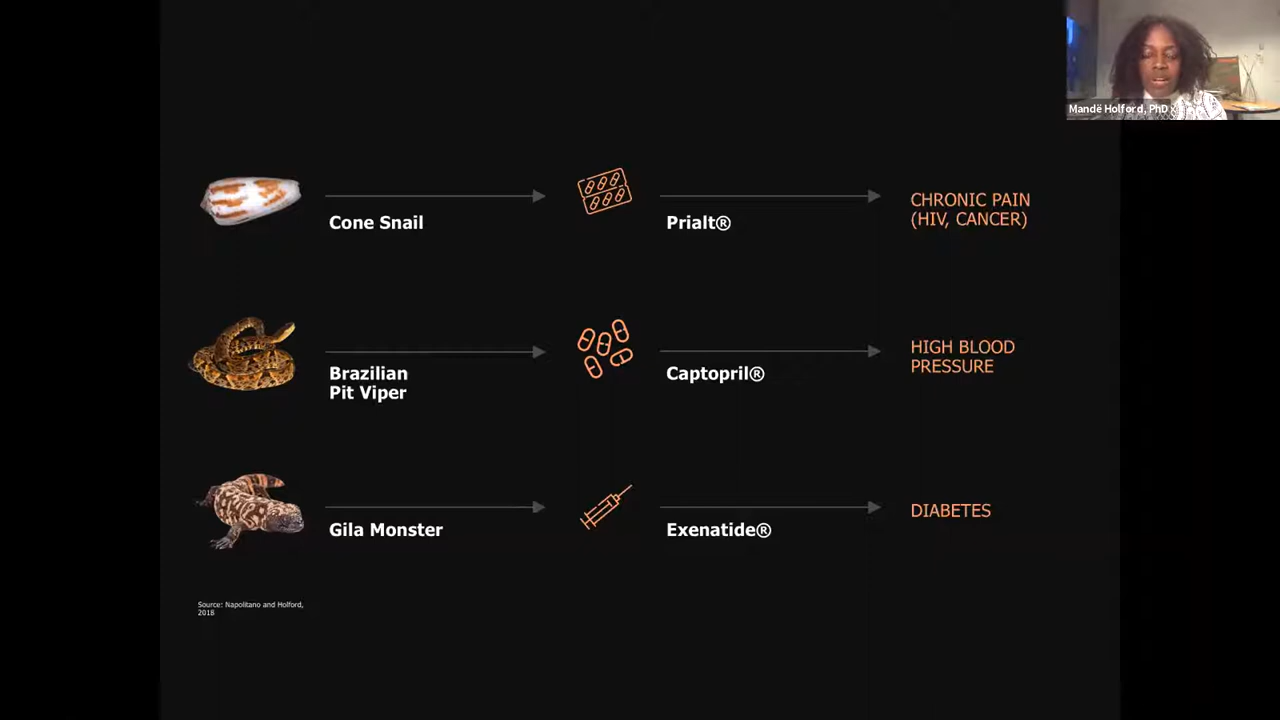 Mandë Holford, PhD
Cone Snail
Prialt®
CHRONIC PAIN
(HIV, CANCER)
Brazilian
Pit Viper
Captopril®
HIGH BLOOD
PRESSURE
Gila Monster
Exenatide®
DIABETES
Source: Napolitano and Holford,
2018